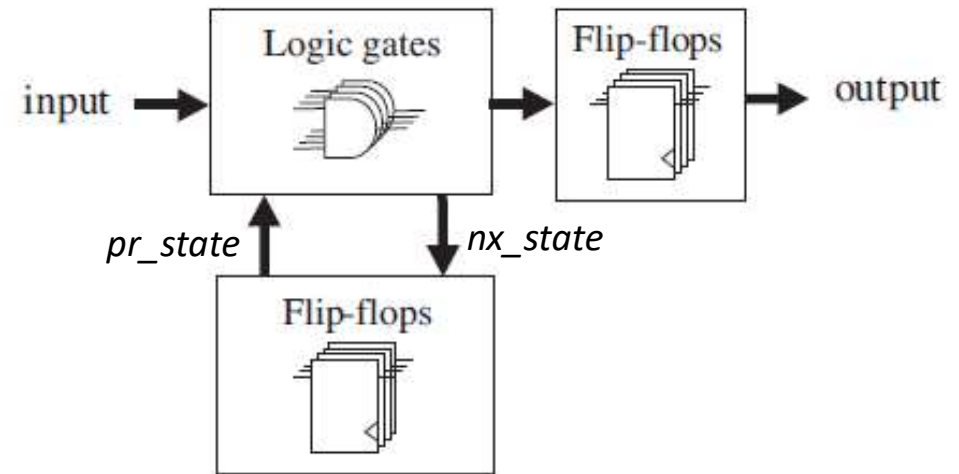 Logic gates
Flip-flops
input
output
pr_state
nx_state
Flip-flops